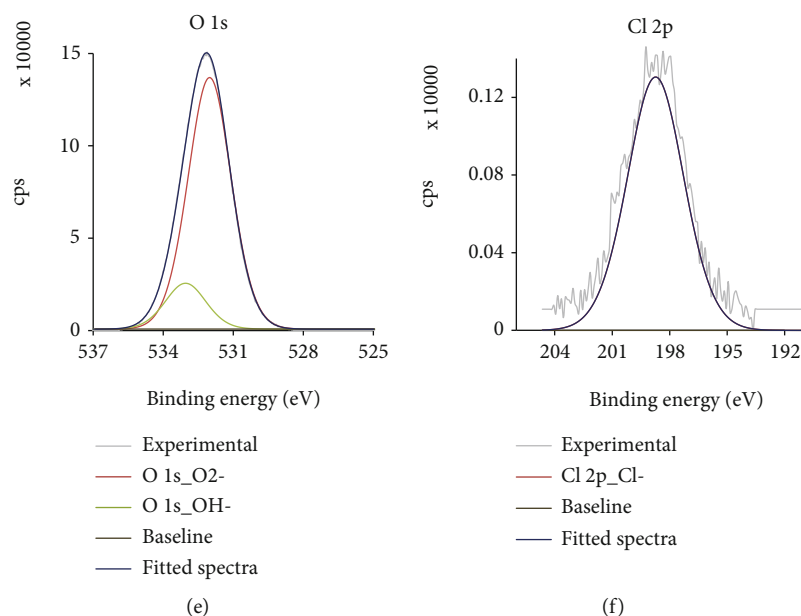 O 1s
x 10000
cps
15
10
5
0
537
533
531
528
525
Binding energy (eV)
Experimental
O 1s_O2-
O 1s_OH-
Baseline
Fitted spectra
(e)
Cl 2p
x 10000
cps
0.12
0.08
0.04
0
204
201
198
195
192
Binding energy (eV)
Experimental
Cl 2p_Cl-
Baseline
Fitted spectra
(f)